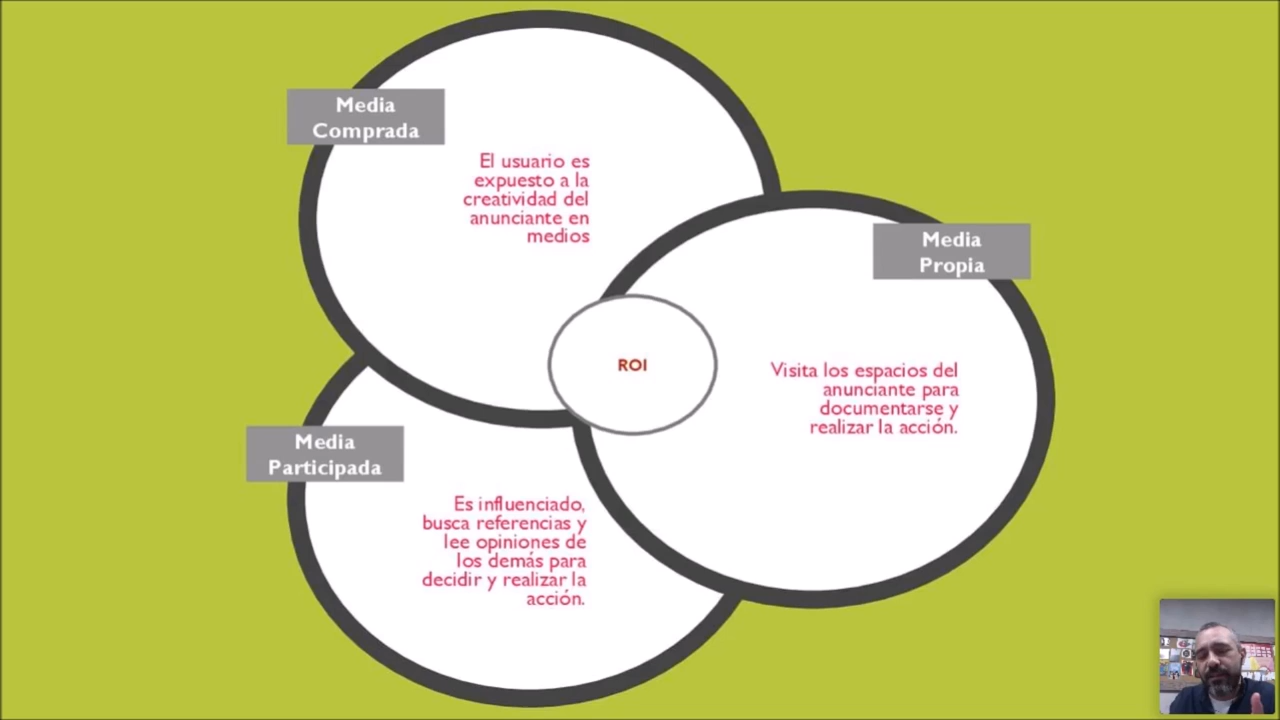 Media
Comprada
El usuario es
expuesto a la
creatividad del
anunciante en
medios
Media
Propia
ROI
Visita los espacios del
anunciante para
documentarse y
realizar la acción.
Media
Participada
Es influenciado,
busca referencias y
lee opiniones de
los demás para
decidir y realizar la
acción.